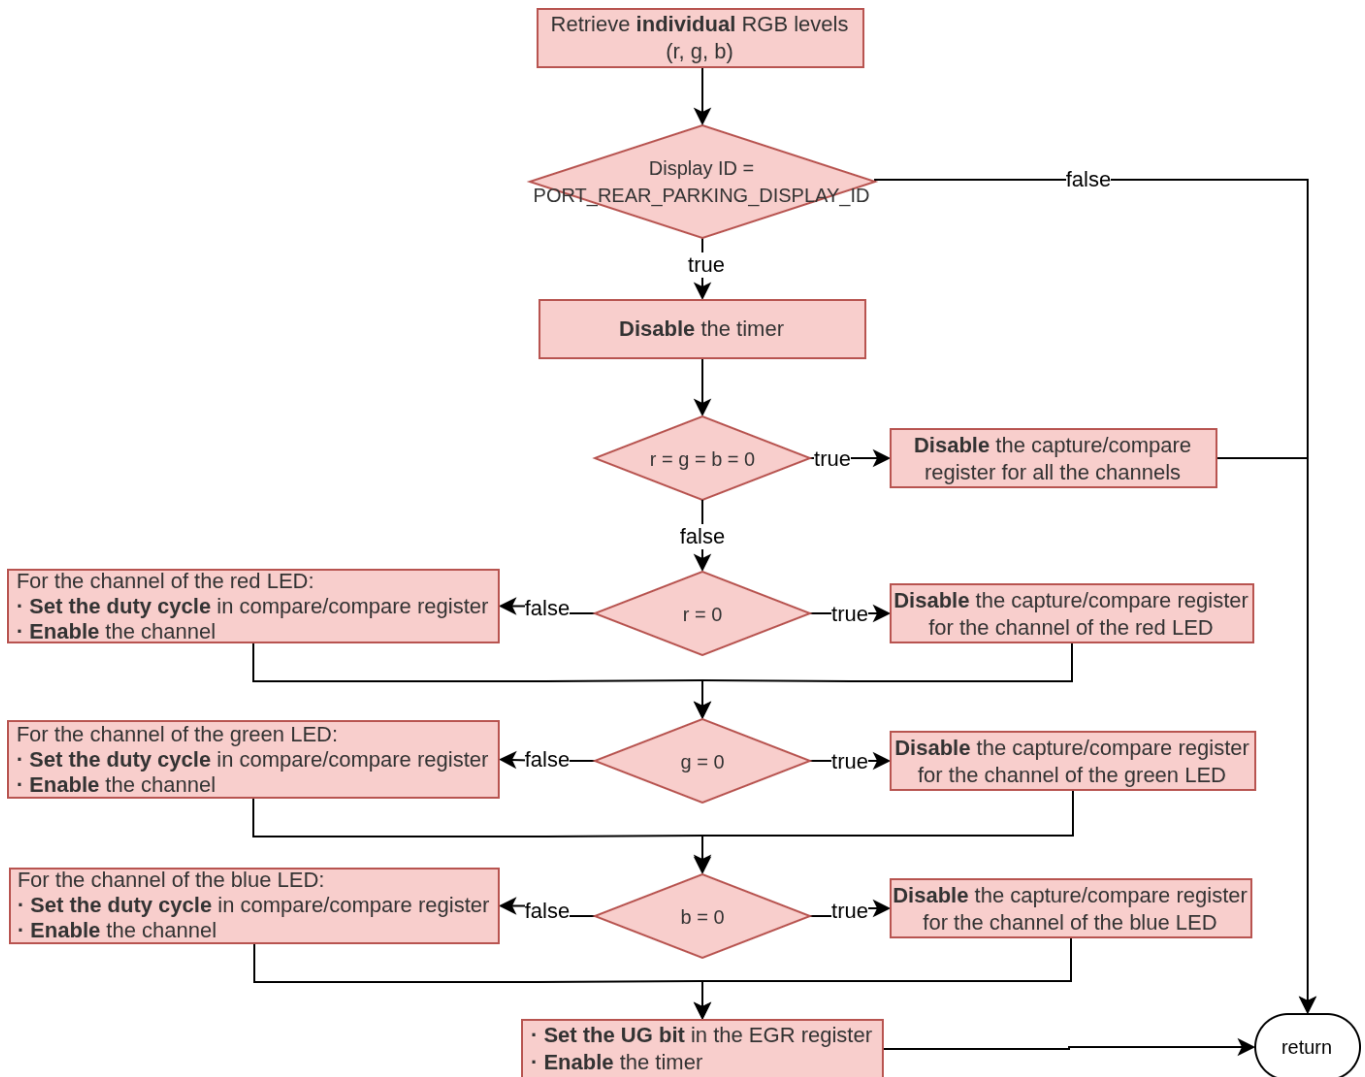 Retrieve individual RGB levels
(r, g, b)
Display ID =
PORT_REAR_PARKING_DISPLAY_ID
false
true
Disable the timer
r = g = b = 0
true
Disable the capture/compare
register for all the channels
false
For the channel of the red LED:
· Set the duty cycle in compare/compare register
· Enable the channel
false
r = 0
true
Disable the capture/compare register
for the channel of the red LED
For the channel of the green LED:
· Set the duty cycle in compare/compare register
· Enable the channel
false
g = 0
true
Disable the capture/compare register
for the channel of the green LED
For the channel of the blue LED:
· Set the duty cycle in compare/compare register
· Enable the channel
false
b = 0
true
Disable the capture/compare register
for the channel of the blue LED
· Set the UG bit in the EGR register
· Enable the timer
return